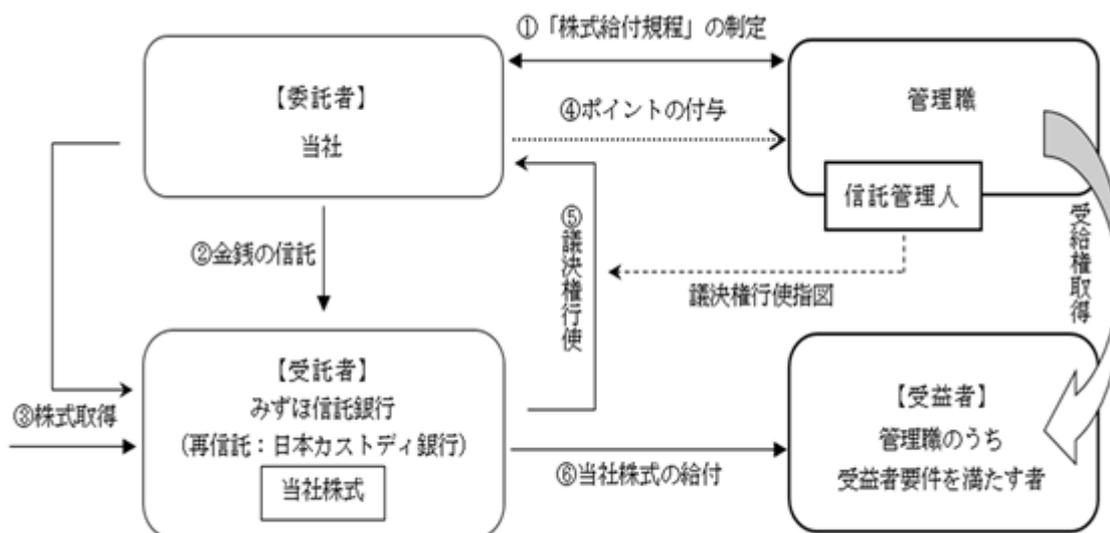 ①「株式給付規程」の制定
【委託者】
当社
管理職
④ポイントの付与
信託管理人
②金銭の信託
⑤議決権行使
議決権行使指図
受給権取得
【受託者】
みずほ信託銀行
(再信託：日本カストディ銀行)
当社株式
③株式取得
⑥当社株式の給付
【受益者】
管理職のうち
受益者要件を満たす者